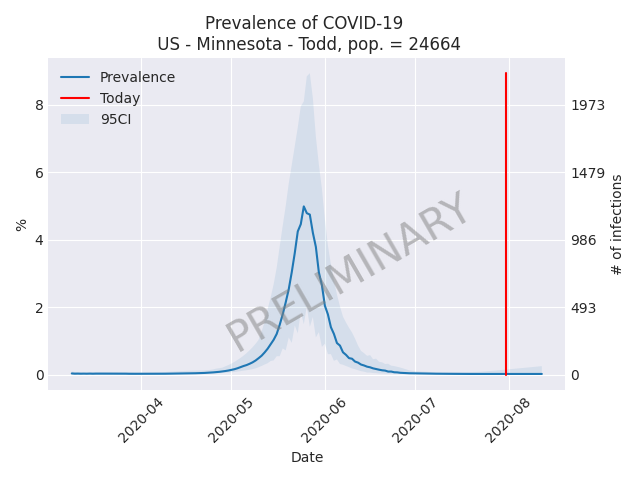 Prevalence of COVID-19
US - Minnesota - Todd, pop. = 24664
Prevalence
Today
95CI
8
6
4
2
0
%
1973
1479
986
493
0
# of infections
PRELIMINARY
2020-04
2020-05
2020-06
2020-07
2020-08
Date